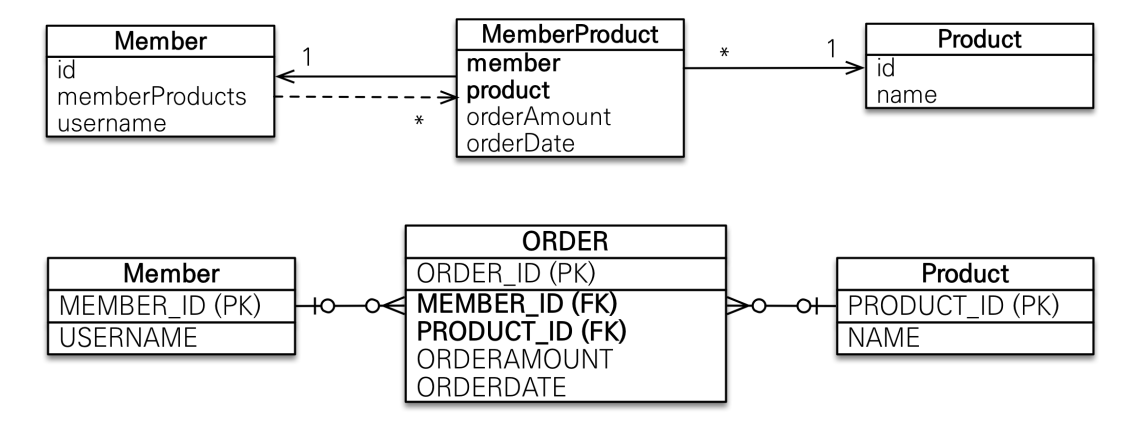 Member
id
memberProducts
username
1
*
MemberProduct
member
product
orderAmount
orderDate
*
1
Product
id
name
Member
MEMBER_ID (PK)
USERNAME
ORDER
ORDER_ID (PK)
MEMBER_ID (FK)
PRODUCT_ID (FK)
ORDERAMOUNT
ORDERDATE
Product
PRODUCT_ID (PK)
NAME